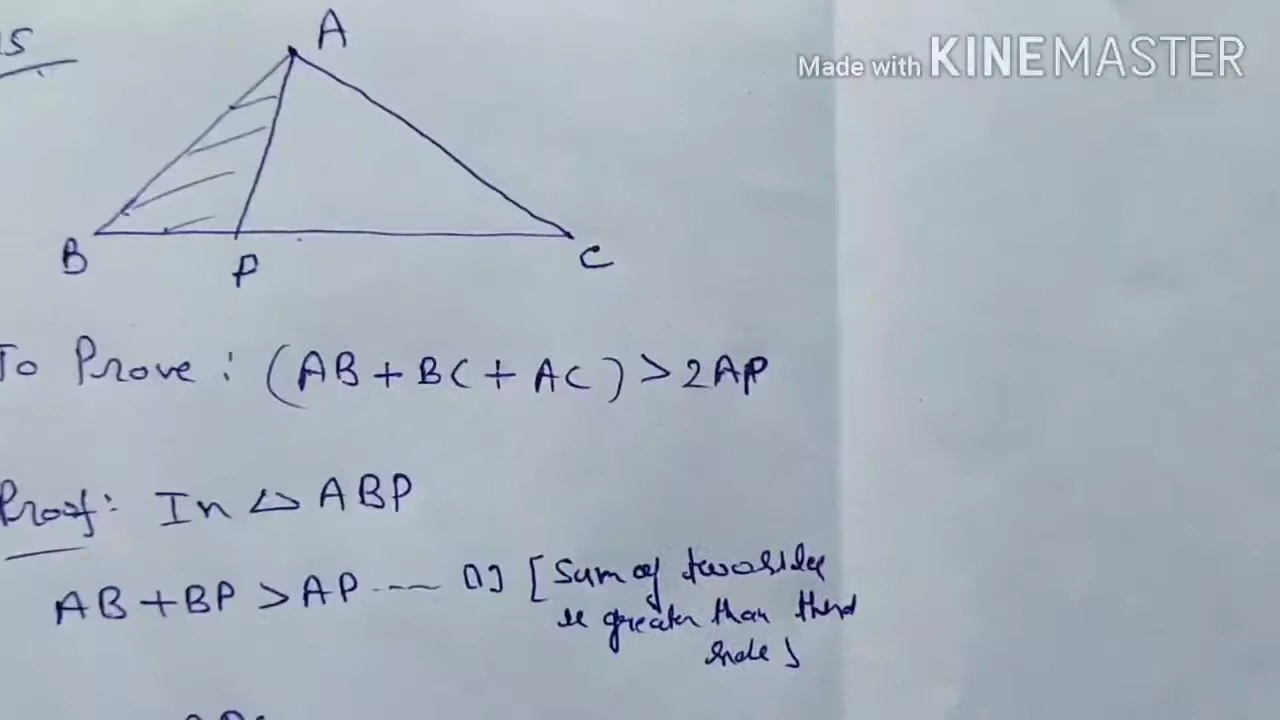 A
Made with KINEMASTER
B
P
C
To Prove : (AB + BC + AC) > 2AP
Proof: In △ ABP
AB + BP > AP --- (1) [Sum of two side
is greater than third
side]